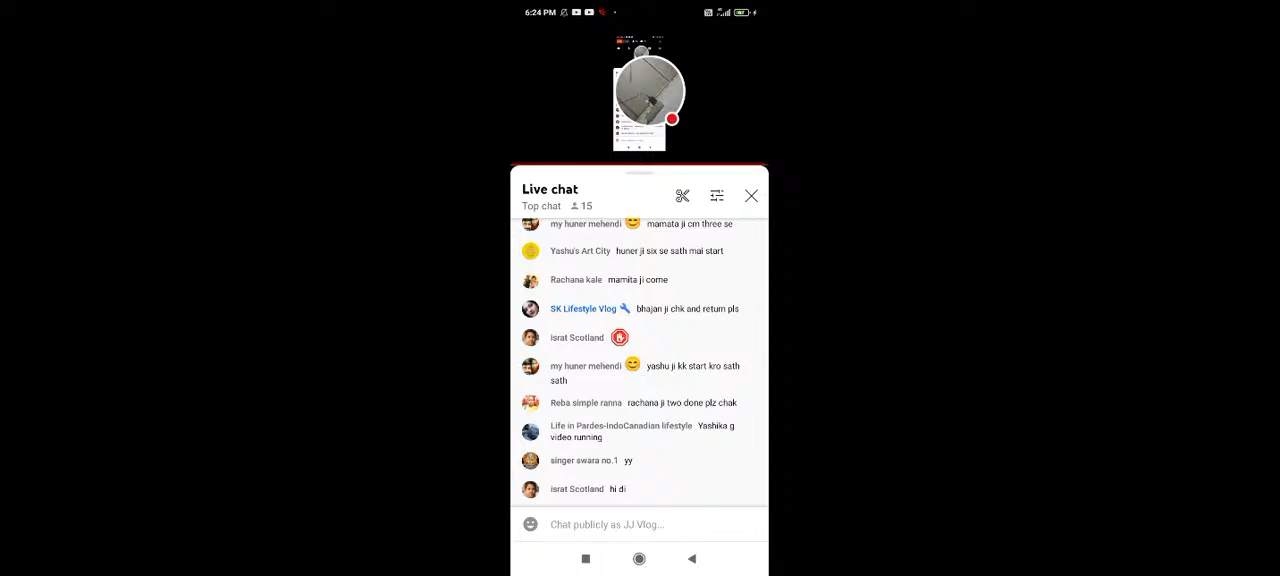 6:24 PM
Live chat
Top chat 15
my huner mehendi 😊 mamata ji cm three se
Yashu's Art City huner ji six se sath mai start
Rachana kale mamita ji come
SK Lifestyle Vlog bhajan ji chk and return pls
israt Scotland
my huner mehendi 😊 yashu ji kk start kro sath
sath
Reba simple ranna rachana ji two done plz chak
Life in Pardes-IndoCanadian lifestyle Yashika g
video running
singer swara no.1 yy
israt Scotland hi di
Chat publicly as JJ Vlog...